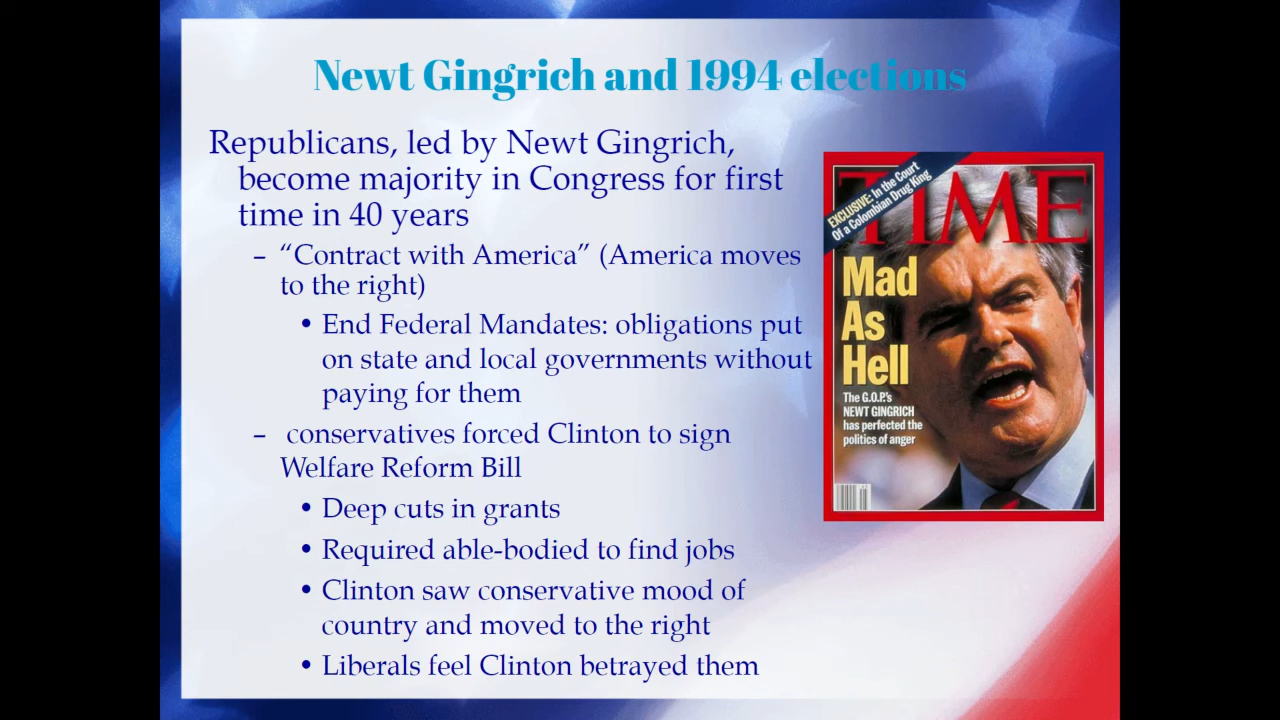 Newt Gingrich and 1994 elections
Republicans, led by Newt Gingrich,
become majority in Congress for first
time in 40 years
– “Contract with America” (America moves
to the right)
• End Federal Mandates: obligations put
on state and local governments without
paying for them
– conservatives forced Clinton to sign
Welfare Reform Bill
• Deep cuts in grants
• Required able-bodied to find jobs
• Clinton saw conservative mood of
country and moved to the right
• Liberals feel Clinton betrayed them
EXCLUSIVE: In the Court
Of a Colombian Drug King
TIME
Mad
As
Hell
The G.O.P.'s
NEWT GINGRICH
has perfected the
politics of anger